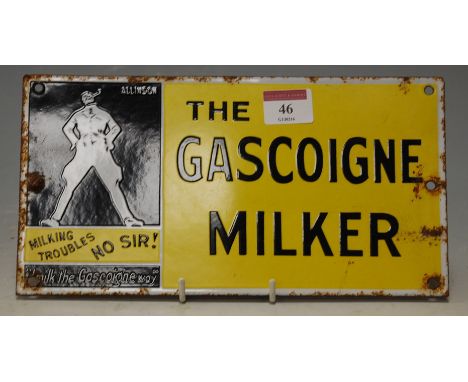 ALLINSON
MILKING
TROUBLES
NO SIR!
milk the Gascoigne way
THE
GASCOIGNE
MILKER
46